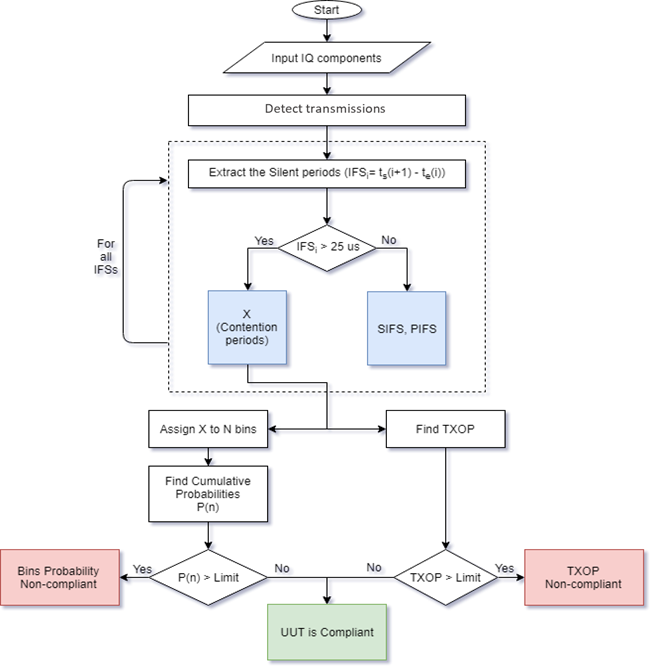 Start
Input IQ components
Detect transmissions
Extract the Silent periods (IFSᵢ= tₛ(i+1) - tₑ(i))
For
all
IFSs
Yes
IFSᵢ > 25 us
No
X
(Contention
periods)
SIFS, PIFS
Assign X to N bins
Find TXOP
Find Cumulative
Probabilities
P(n)
Bins Probability
Non-compliant
Yes
P(n) > Limit
No
No
TXOP > Limit
Yes
TXOP
Non-compliant
UUT is Compliant